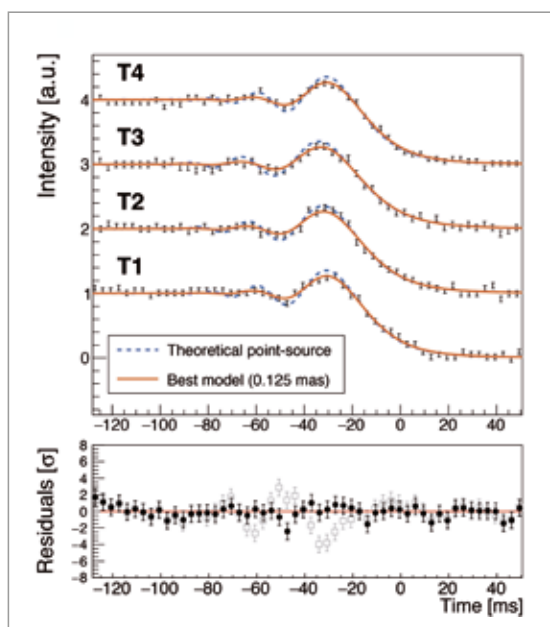 Intensity [a.u.]
T4
4
T3
3
T2
2
T1
1
0
Theoretical point-source
Best model (0.125 mas)
−120 −100 −80 −60 −40 −20 0 20 40
Residuals [σ]
8
6
4
2
0
−2
−4
−6
−8
−120 −100 −80 −60 −40 −20 0 20 40
Time [ms]